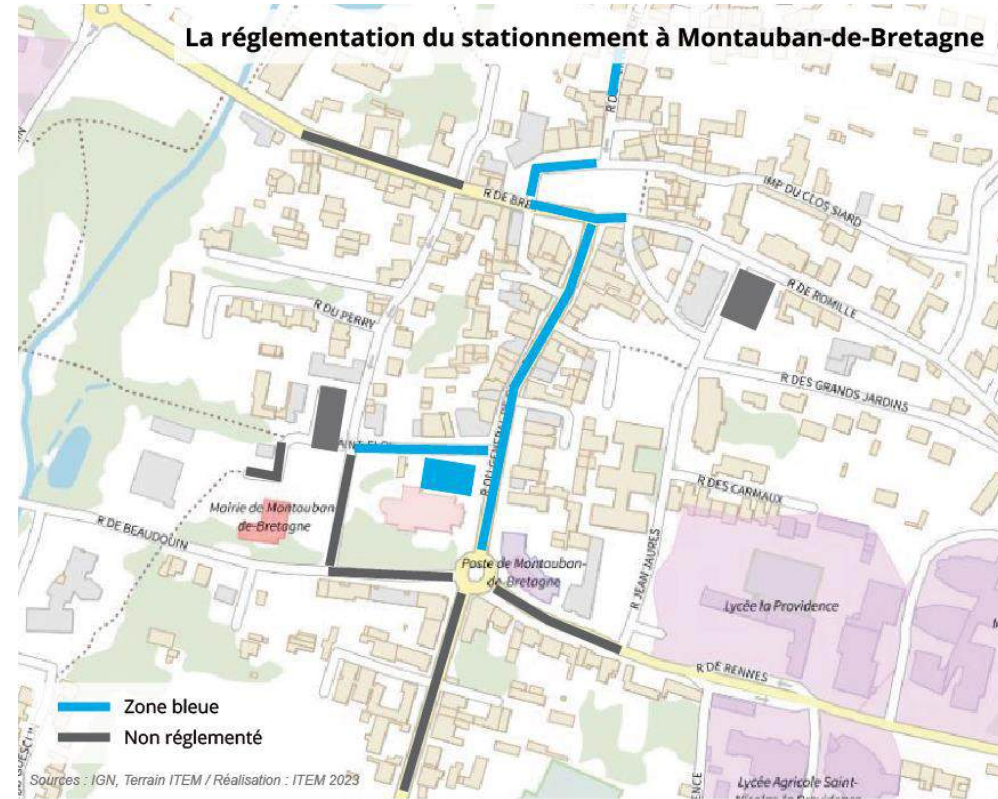 La réglementation du stationnement à Montauban-de-Bretagne
IMP DU CLOS SIARD
R DE ROMILLE
R DU PERRY
R DES GRANDS JARDINS
R DES CARMAUX
Mairie de Montauban
de-Bretagne
R DE BEAUDOUIN
Poste de Montauban-
de-Bretagne
R JEAN JAURES
Lycée la Providence
R DE RENNES
Zone bleue
Non réglementé
Sources : IGN, Terrain ITEM / Réalisation : ITEM 2023
Lycée Agricole Saint-